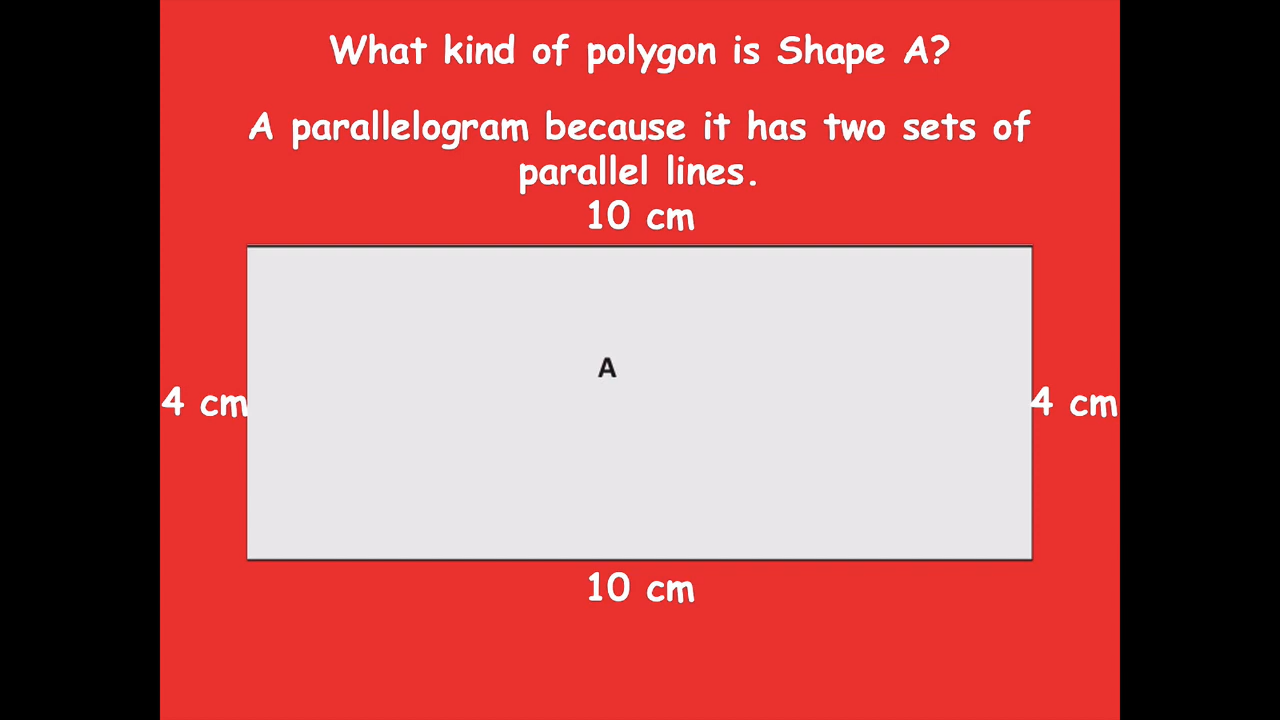 What kind of polygon is Shape A?
A parallelogram because it has two sets of
parallel lines.
10 cm
A
4 cm
4 cm
10 cm